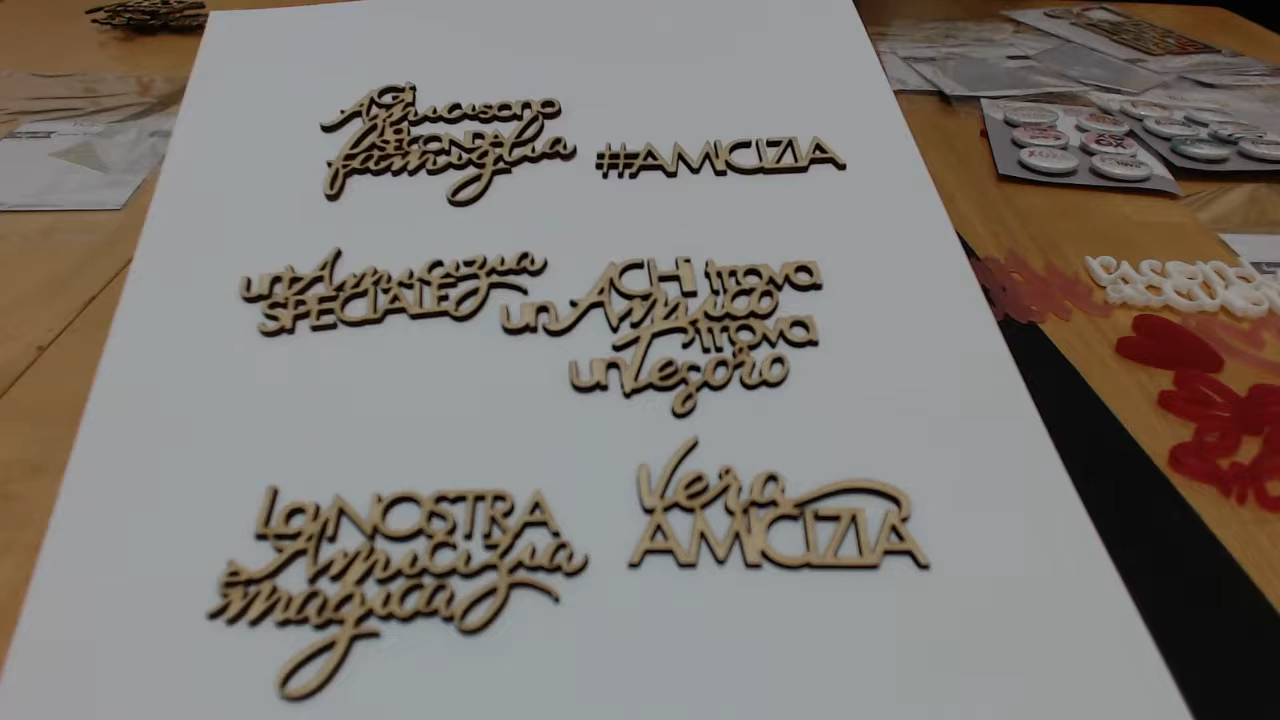 Gli
Amici sono
la
SECONDA
famiglia
#AMICIZIA
un'Amicizia
SPECIALE
CHi trova
un Amico
trova
un Tesoro
La NOSTRA
Amicizia
è
magica
Vera
AMICIZIA